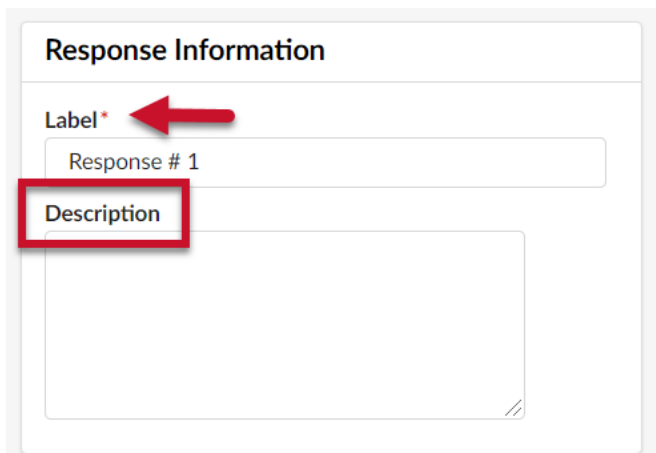 Response Information
Label*
Response # 1
Description